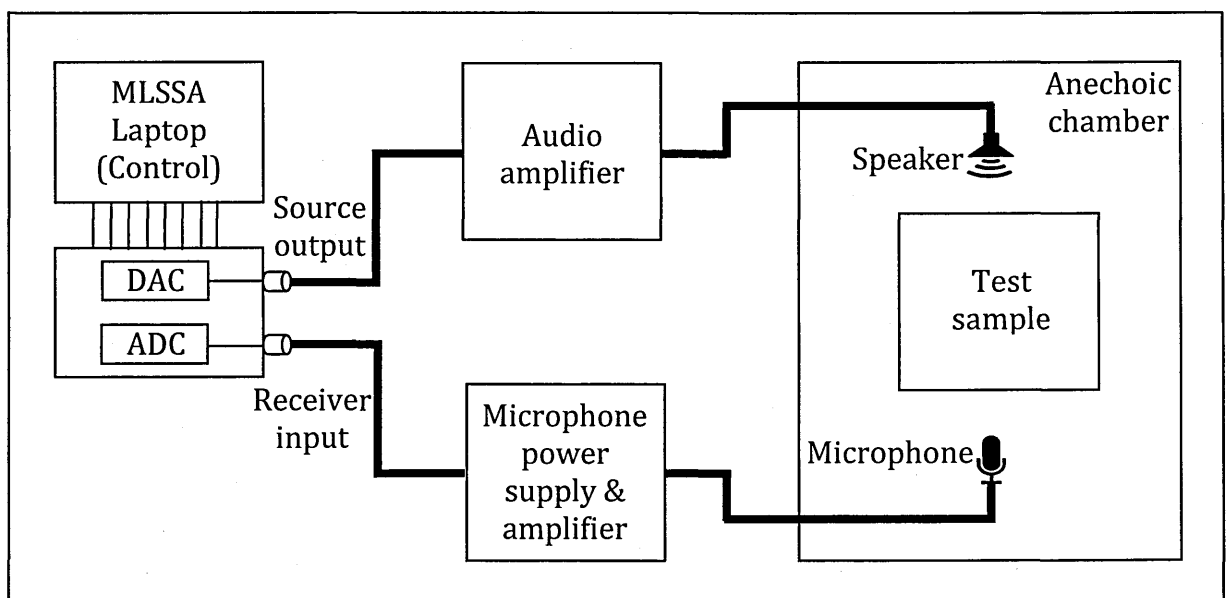 MLSSA
Laptop
(Control)
Source
output
DAC
ADC
Receiver
input
Audio
amplifier
Microphone
power
supply &
amplifier
Anechoic
chamber
Speaker
Test
sample
Microphone